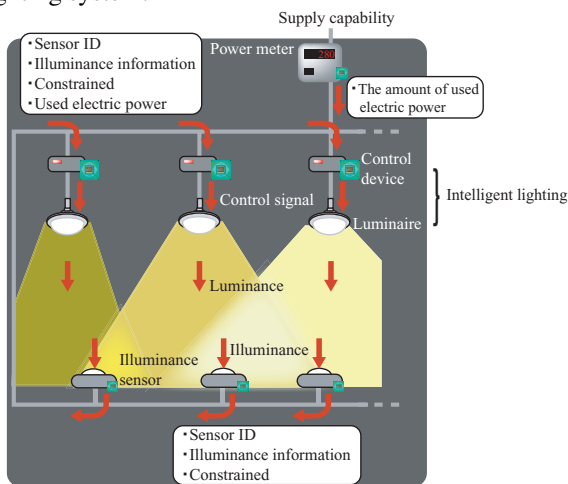 Supply capability
Power meter
280
・Sensor ID
・Illuminance information
・Constrained
・Used electric power
・The amount of used
electric power
Control
device
Control signal
Intelligent lighting
Luminaire
Luminance
Illuminance
sensor
Illuminance
・Sensor ID
・Illuminance information
・Constrained